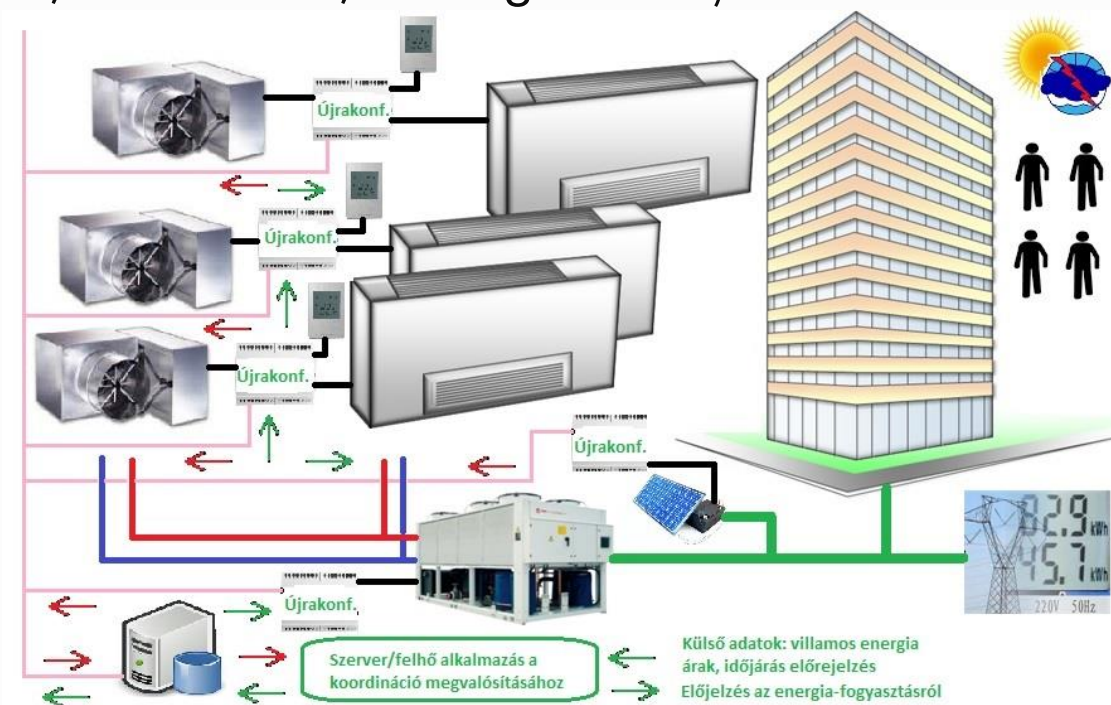 Újrakonf.
Újrakonf.
Újrakonf.
Újrakonf.
82.9 kWh
45.7 kWh
220V 50Hz
Újrakonf.
Szerver/felhő alkalmazás a
koordináció megvalósításához
Külső adatok: villamos energia
árak, időjárás előrejelzés
Előjelzés az energia-fogyasztásról